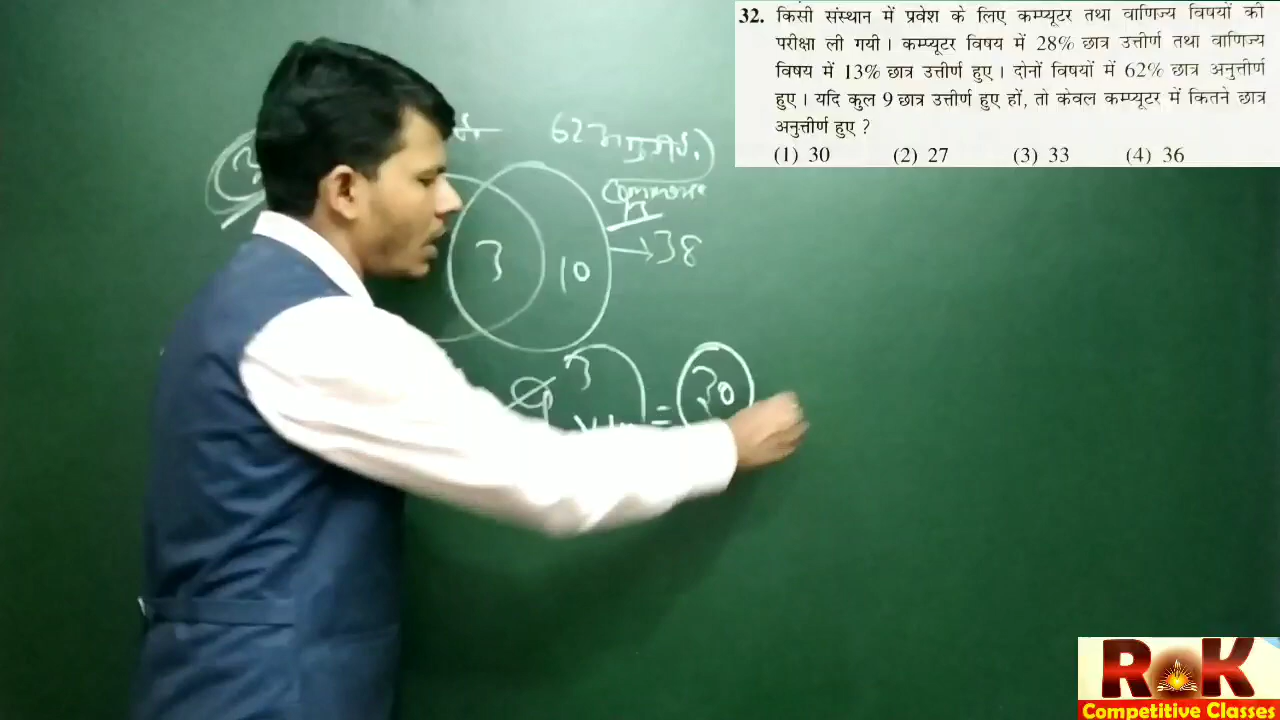 32. किसी संस्थान में प्रवेश के लिए कम्प्यूटर तथा वाणिज्य विषयों की
परीक्षा ली गयी। कम्प्यूटर विषय में 28% छात्र उत्तीर्ण तथा वाणिज्य
विषय में 13% छात्र उत्तीर्ण हुए। दोनों विषयों में 62% छात्र अनुत्तीर्ण
हुए। यदि कुल 9 छात्र उत्तीर्ण हुए हों, तो केवल कम्प्यूटर में कितने छात्र
अनुत्तीर्ण हुए ?
(1) 30 (2) 27 (3) 33 (4) 36
62
3 10 → 38
9 3
= 30
ROK
Competitive Classes